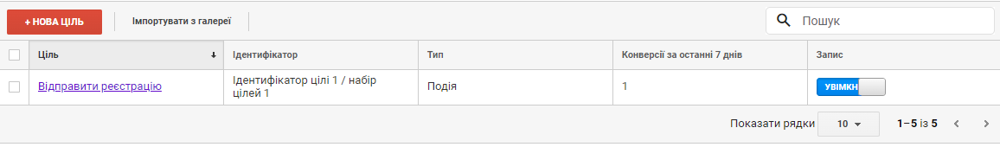 + НОВА ЦІЛЬ
Імпортувати з галереї
Пошук
Ціль
Ідентифікатор
Тип
Конверсії за останні 7 днів
Запис
Відправити реєстрацію
Ідентифікатор цілі 1 / набір
цілей 1
Подія
1
УВІМКН
Показати рядки
10
1–5 із 5